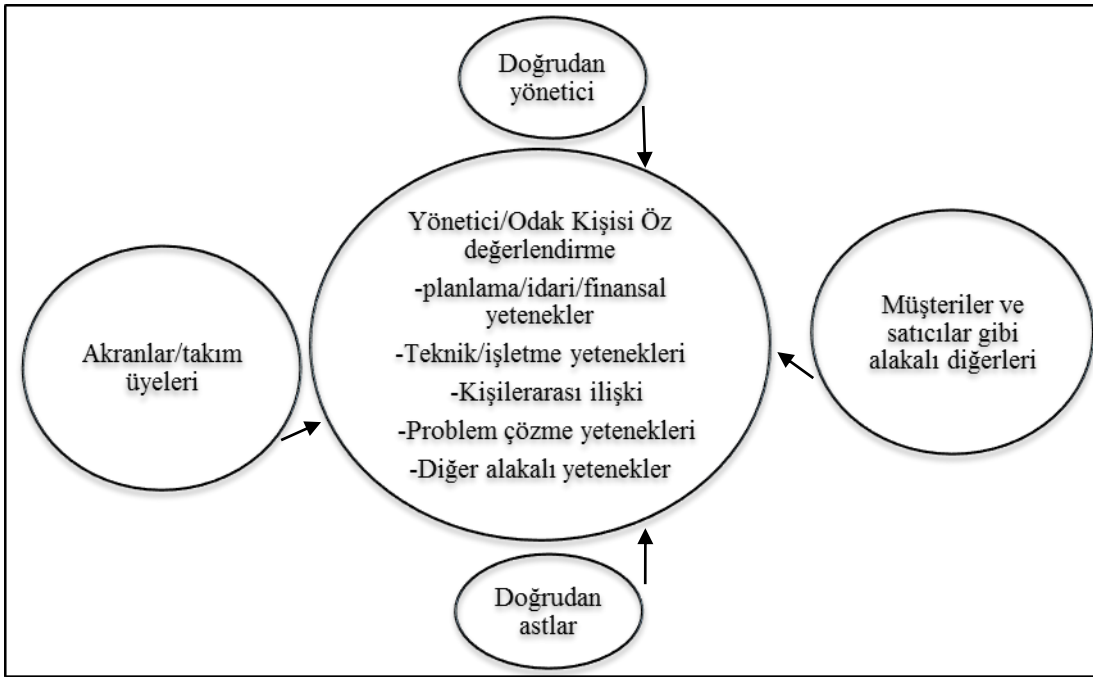 Doğrudan
yönetici
Yönetici/Odak Kişisi Öz
değerlendirme
-planlama/idari/finansal
yetenekler
-Teknik/işletme yetenekleri
-Kişilerarası ilişki
-Problem çözme yetenekleri
-Diğer alakalı yetenekler
Akranlar/takım
üyeleri
Müşteriler ve
satıcılar gibi
alakalı diğerleri
Doğrudan
astlar